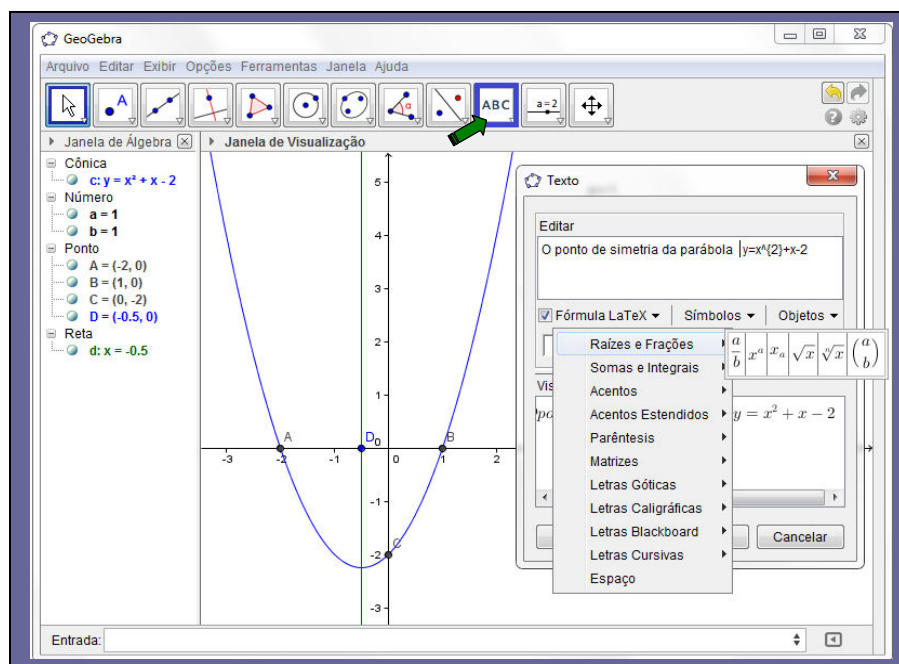 GeoGebra
Arquivo Editar Exibir Opções Ferramentas Janela Ajuda
A
α
ABC
a=2
Janela de Álgebra
Janela de Visualização
Cônica
c: y = x² + x - 2
Número
a = 1
b = 1
Ponto
A = (-2, 0)
B = (1, 0)
C = (0, -2)
D = (-0.5, 0)
Reta
d: x = -0.5
5
4
3
2
1
0
-1
-2
-3
-3 -2 -1 0 1 2
A
D
B
C
Texto
Editar
O ponto de simetria da parábola y=x^{2}+x-2
Fórmula LaTeX Símbolos Objetos
Raízes e Frações
Somas e Integrais
Acentos
Acentos Estendidos
Parêntesis
Matrizes
Letras Góticas
Letras Caligráficas
Letras Blackboard
Letras Cursivas
Espaço
a/b xᵃ xₐ √x ⁿ√x (a b)
Vis
y = x² + x − 2
Cancelar
Entrada: